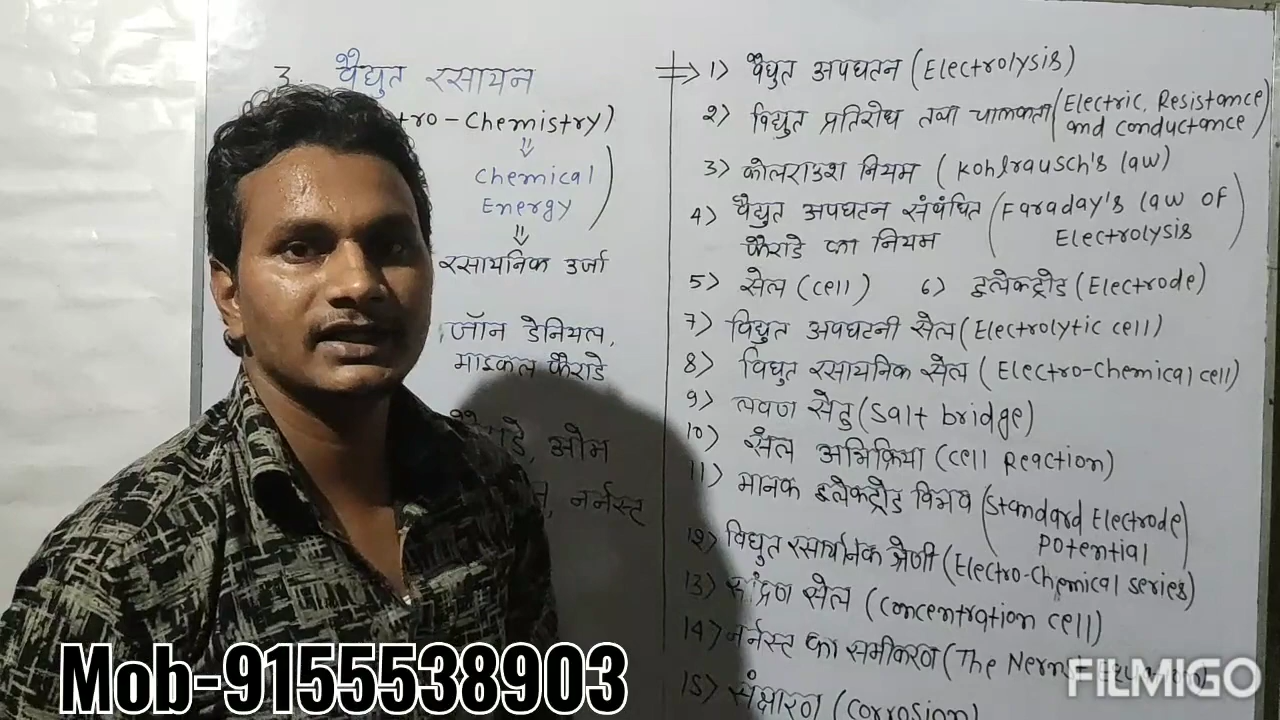 3. वैद्युत रसायन
tro-Chemistry)
Chemical
Energy
रसायनिक उर्जा
जॉन डेनियल,
माइकल फैराडे
डे, ओम
नर्नस्ट
1) वैद्युत अपघतन (Electrolysis)
2) विद्युत प्रतिरोध तथा चालकता (Electric, Resistance
and conductance)
3) कोलराउश नियम (Kohlrausch's law)
4) वैद्युत अपघतन संबंधित (Faraday's law of
फैराडे का नियम Electrolysis)
5) सेल (cell) 6) इलेक्ट्रोड (Electrode)
7) विद्युत अपघटनी सेल (Electrolytic cell)
8) विद्युत रसायनिक सेल (Electro-Chemical cell)
9) लवण सेतु (Salt bridge)
10) सेल अभिक्रिया (cell Reaction)
11) मानक इलेक्ट्रोड विभव (Standard Electrode
Potential)
12) विद्युत रसायनिक श्रेणी (Electro-Chemical series)
13) सांद्रण सेल (Concentration cell)
14) नर्नस्ट का समीकरण (The Nernst
15) संक्षारण (Corrosion)
Mob-9155538903
FILMIGO